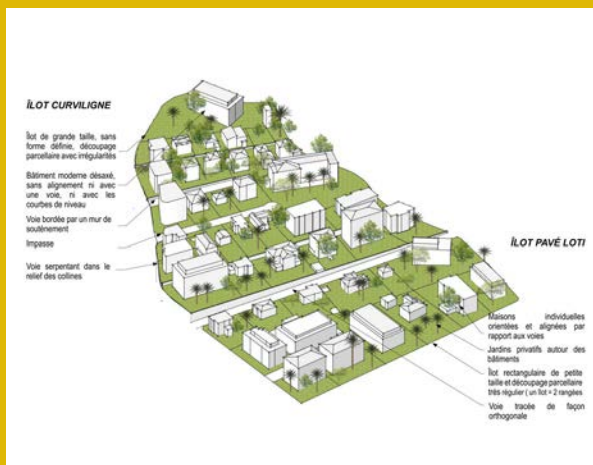 ÎLOT CURVILIGNE
Îlot de grande taille, sans
forme définie, découpage
parcellaire avec irrégularités
Bâtiment moderne désaxé,
sans alignement ni avec
une voie, ni avec les
courbes de niveau
Voie bordée par un mur de
soutènement
Impasse
Voie serpentant dans le
relief des collines
ÎLOT PAVÉ LOTI
Maisons individuelles
orientées et alignées par
rapport aux voies
Jardins privatifs autour des
bâtiments
Îlot rectangulaire de petite
taille et découpage parcellaire
très régulier ( un îlot = 2 rangées
Voie tracée de façon
orthogonale